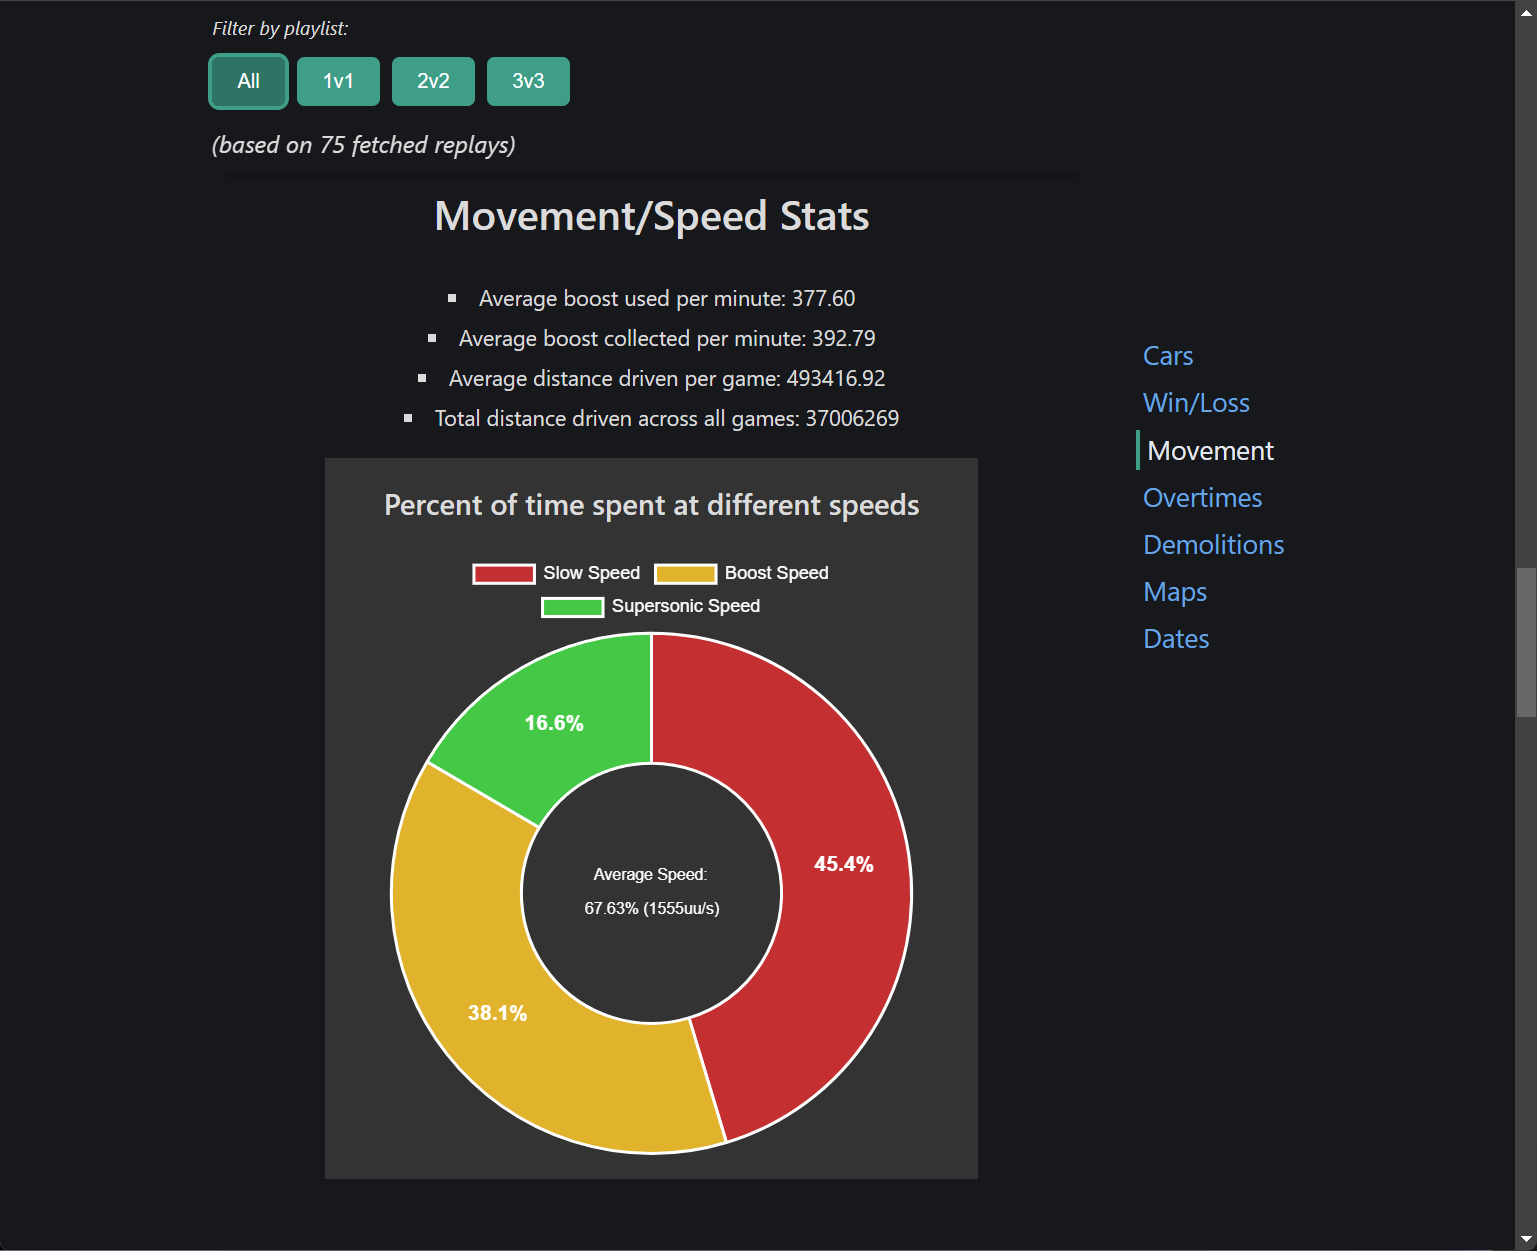 Filter by playlist:
All
1v1
2v2
3v3
(based on 75 fetched replays)
Movement/Speed Stats
Average boost used per minute: 377.60
Average boost collected per minute: 392.79
Average distance driven per game: 493416.92
Total distance driven across all games: 37006269
Percent of time spent at different speeds
Slow Speed
Boost Speed
Supersonic Speed
16.6%
45.4%
Average Speed:
67.63% (1555uu/s)
38.1%
Cars
Win/Loss
Movement
Overtimes
Demolitions
Maps
Dates